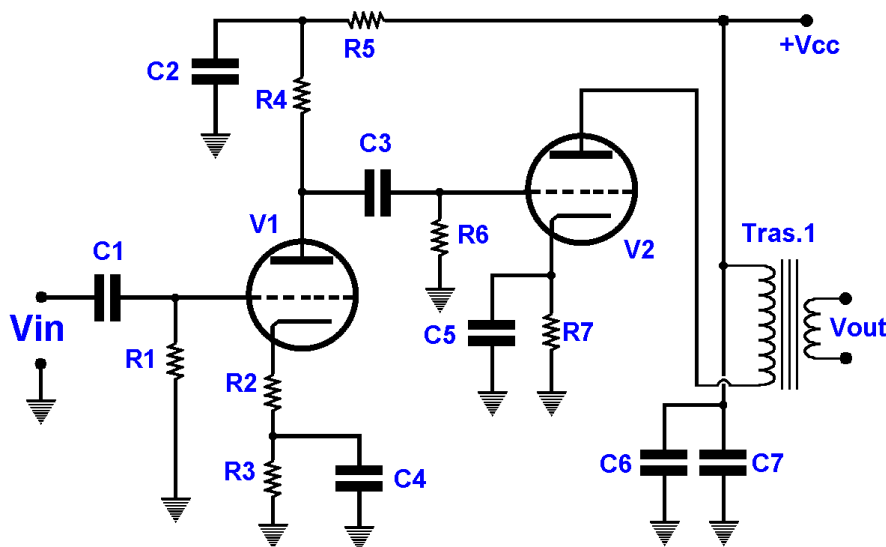 R5
+Vcc
C2
R4
C3
V1
R6
V2
Tras.1
C1
Vin
R1
C5
R7
Vout
R2
R3
C4
C6
C7